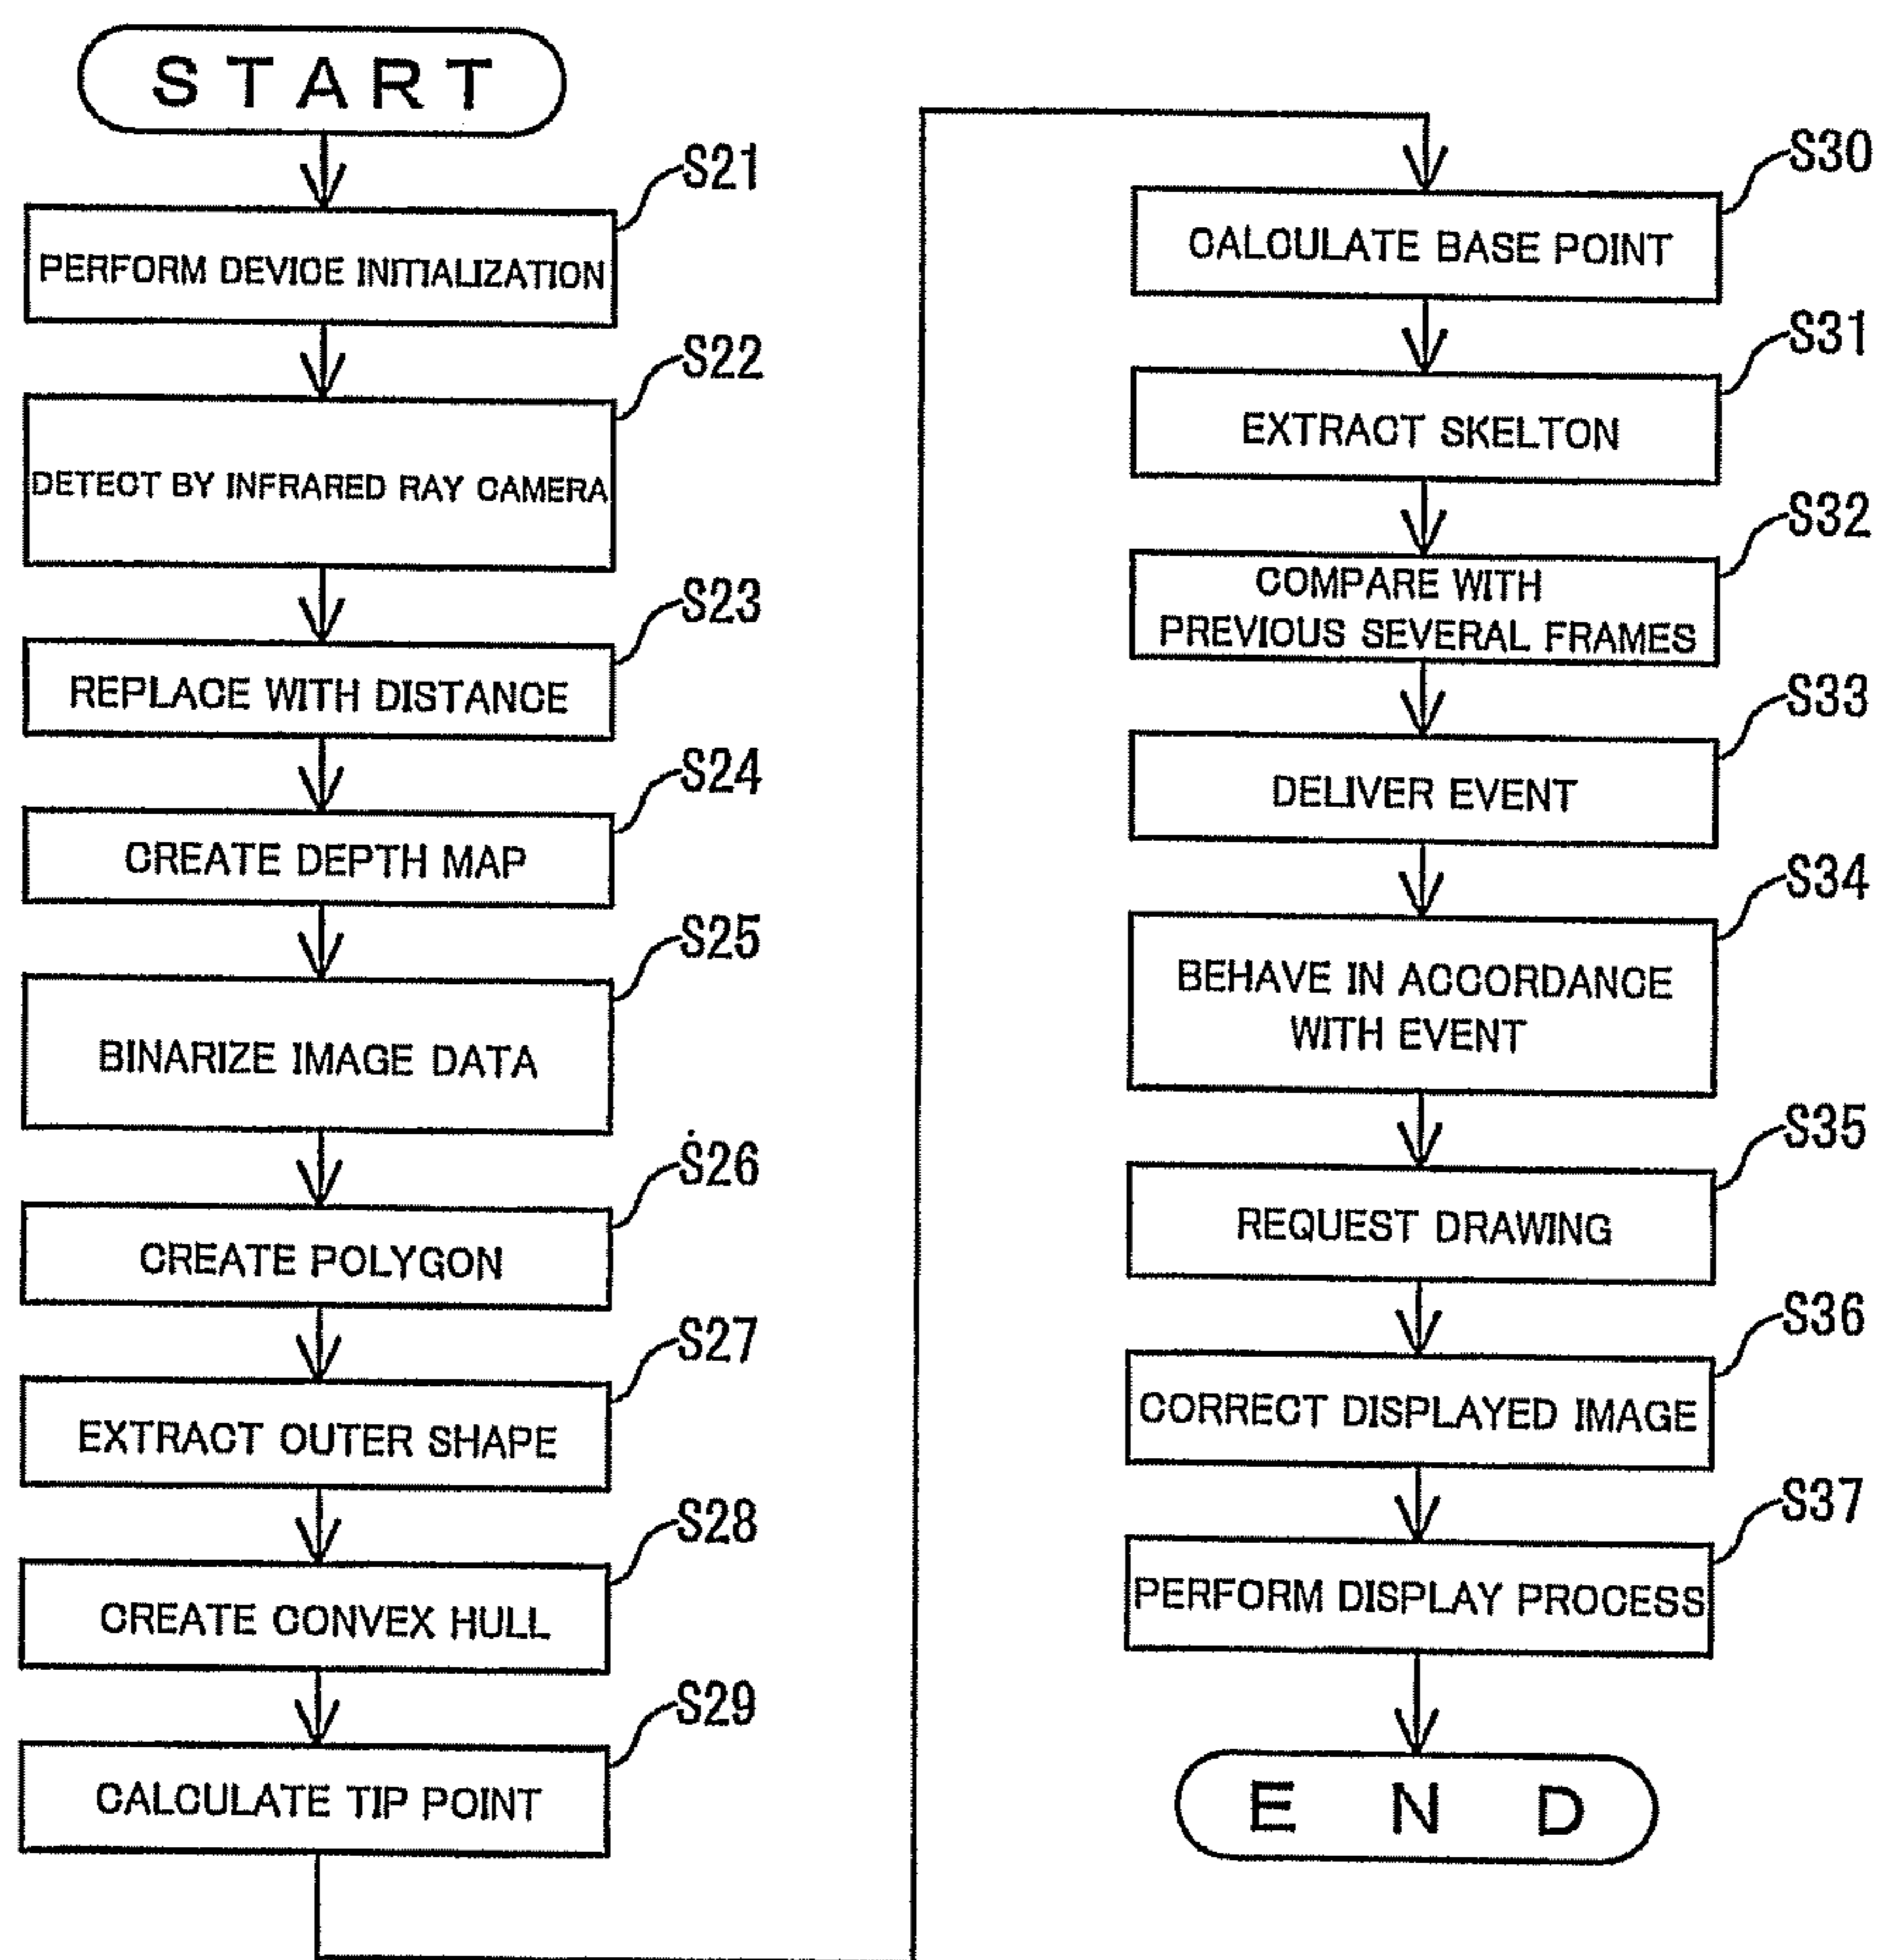 START
S21
PERFORM DEVICE INITIALIZATION
S22
DETECT BY INFRARED RAY CAMERA
S23
REPLACE WITH DISTANCE
S24
CREATE DEPTH MAP
S25
BINARIZE IMAGE DATA
S26
CREATE POLYGON
S27
EXTRACT OUTER SHAPE
S28
CREATE CONVEX HULL
S29
CALCULATE TIP POINT
S30
CALCULATE BASE POINT
S31
EXTRACT SKELTON
S32
COMPARE WITH
PREVIOUS SEVERAL FRAMES
S33
DELIVER EVENT
S34
BEHAVE IN ACCORDANCE
WITH EVENT
S35
REQUEST DRAWING
S36
CORRECT DISPLAYED IMAGE
S37
PERFORM DISPLAY PROCESS
END